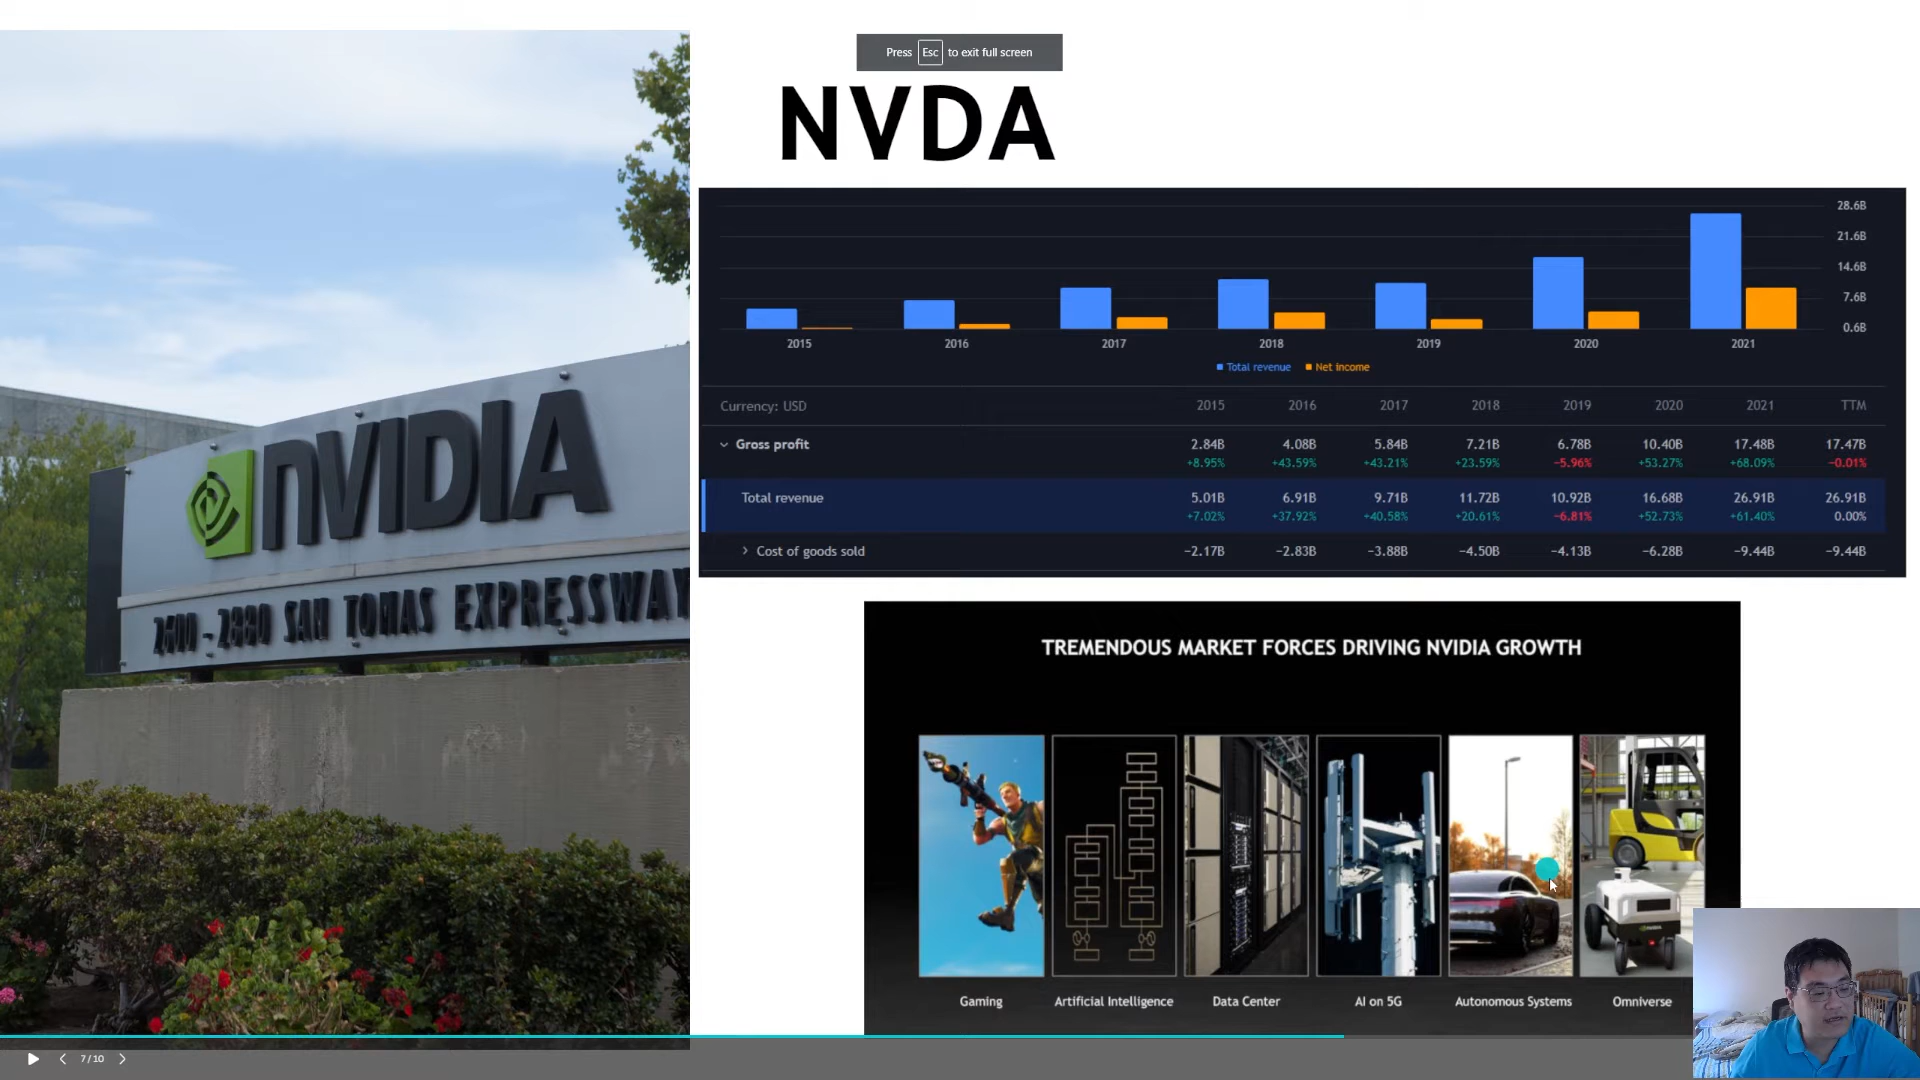 Press Esc to exit full screen
NVDA
nVIDIA
2600 - 2880 SAN TOMAS EXPRESSWAY
28.6B
21.6B
14.6B
7.6B
0.6B
2015 2016 2017 2018 2019 2020 2021
Total revenue Net income
Currency: USD 2015 2016 2017 2018 2019 2020 2021 TTM
Gross profit 2.84B 4.08B 5.84B 7.21B 6.78B 10.40B 17.48B 17.47B
+8.95% +43.59% +43.21% +23.59% −5.96% +53.27% +68.09% −0.01%
Total revenue 5.01B 6.91B 9.71B 11.72B 10.92B 16.68B 26.91B 26.91B
+7.02% +37.92% +40.58% +20.61% −6.81% +52.73% +61.40% 0.00%
Cost of goods sold −2.17B −2.83B −3.88B −4.50B −4.13B −6.28B −9.44B −9.44B
TREMENDOUS MARKET FORCES DRIVING NVIDIA GROWTH
Gaming Artificial Intelligence Data Center AI on 5G Autonomous Systems Omniverse
7 / 10